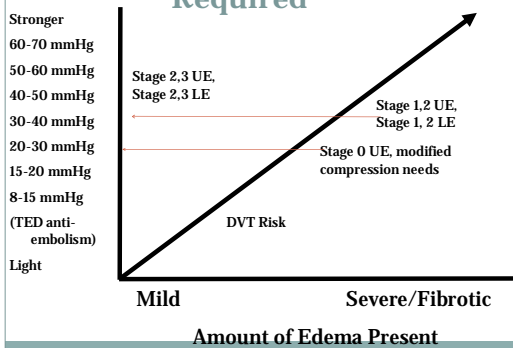 Required
Stronger
60-70 mmHg
50-60 mmHg
40-50 mmHg
30-40 mmHg
20-30 mmHg
15-20 mmHg
8-15 mmHg
(TED anti-
embolism)
Light
Stage 2,3 UE,
Stage 2,3 LE
Stage 1,2 UE,
Stage 1, 2 LE
Stage 0 UE, modified
compression needs
DVT Risk
Mild
Severe/Fibrotic
Amount of Edema Present